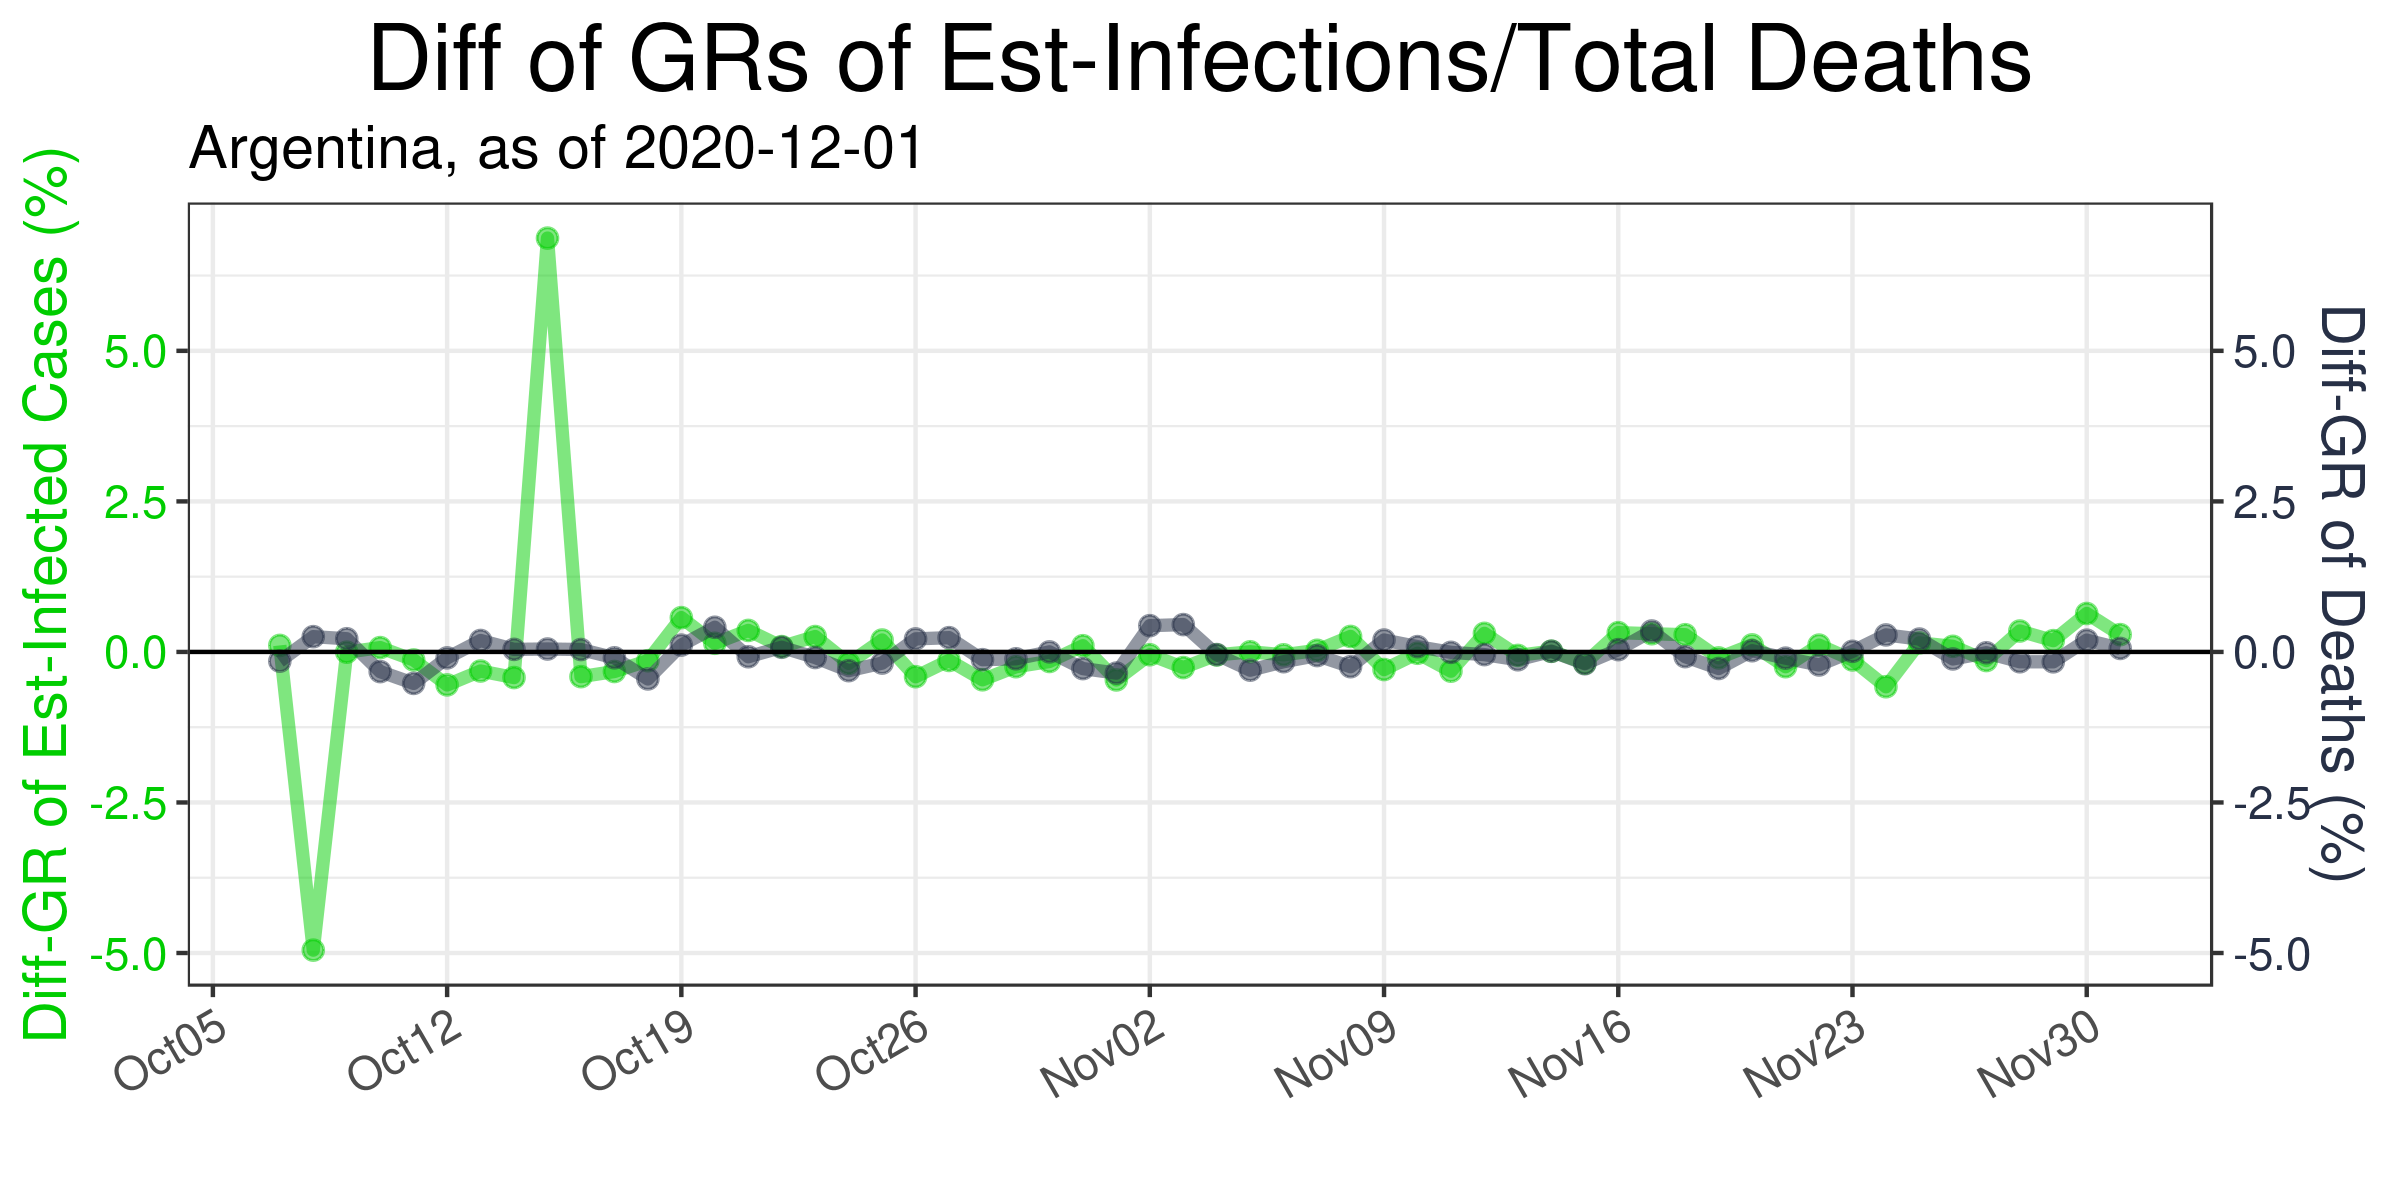 Diff of GRs of Est-Infections/Total Deaths
Argentina, as of 2020-12-01
Diff-GR of Est-Infected Cases (%)
5.0
2.5
0.0
-2.5
-5.0
5.0
2.5
0.0
-2.5
-5.0
Diff-GR of Deaths (%)
Oct05
Oct12
Oct19
Oct26
Nov02
Nov09
Nov16
Nov23
Nov30